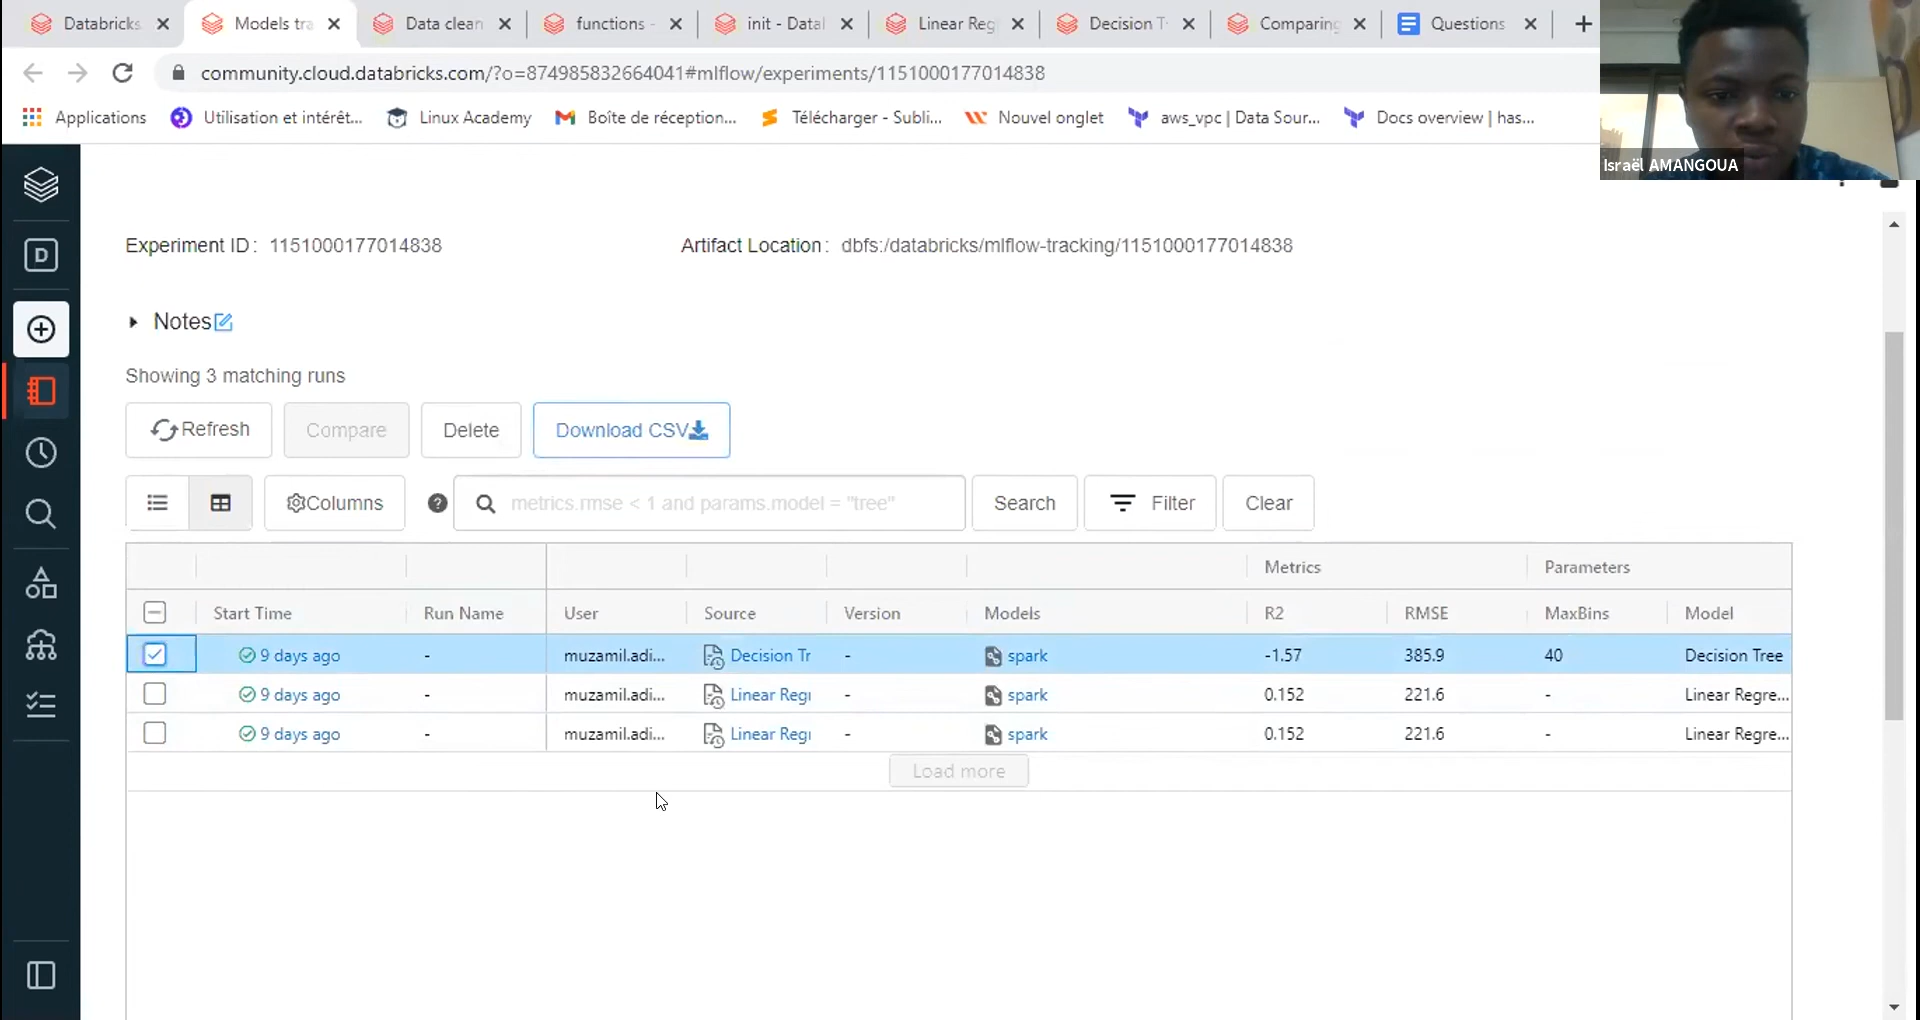 Databricks
Models tra
Data clean
functions -
init - Datab
Linear Reg
Decision T
Comparing
Questions
community.cloud.databricks.com/?o=874985832664041#mlflow/experiments/1151000177014838
Applications
Utilisation et intérêt...
Linux Academy
Boîte de réception...
Télécharger - Subli...
Nouvel onglet
aws_vpc | Data Sour...
Docs overview | has...
Israël AMANGOUA
D
Experiment ID: 1151000177014838 Artifact Location: dbfs:/databricks/mlflow-tracking/1151000177014838
Notes
Showing 3 matching runs
Refresh Compare Delete Download CSV
Columns ? metrics.rmse < 1 and params.model = "tree" Search Filter Clear
Metrics Parameters
Start Time Run Name User Source Version Models R2 RMSE MaxBins Model
9 days ago - muzamil.adi... Decision Tr - spark -1.57 385.9 40 Decision Tree
9 days ago - muzamil.adi... Linear Regr - spark 0.152 221.6 - Linear Regre...
9 days ago - muzamil.adi... Linear Regr - spark 0.152 221.6 - Linear Regre...
Load more